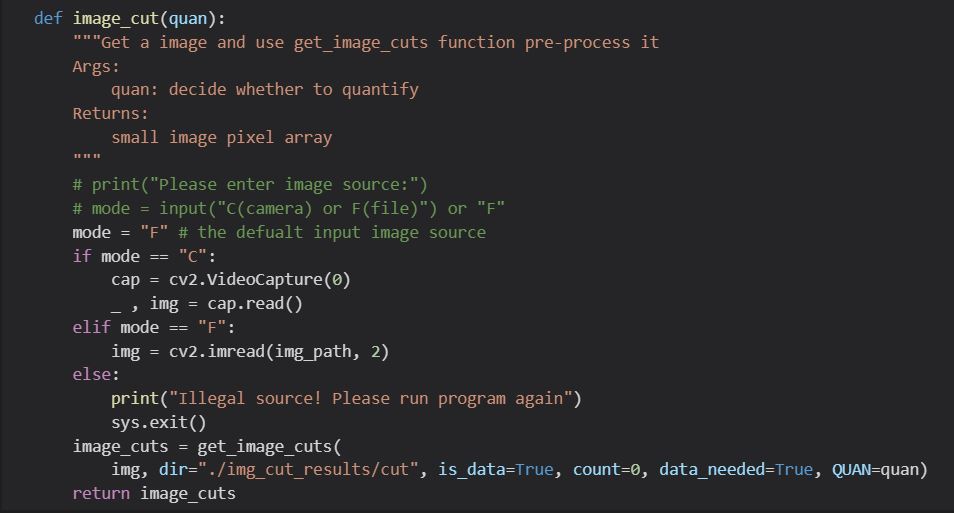 def image_cut(quan):
    """Get a image and use get_image_cuts function pre-process it
    Args:
        quan: decide whether to quantify
    Returns:
        small image pixel array
    """
    # print("Please enter image source:")
    # mode = input("C(camera) or F(file)") or "F"
    mode = "F" # the defualt input image source
    if mode == "C":
        cap = cv2.VideoCapture(0)
        _ , img = cap.read()
    elif mode == "F":
        img = cv2.imread(img_path, 2)
    else:
        print("Illegal source! Please run program again")
        sys.exit()
    image_cuts = get_image_cuts(
        img, dir="./img_cut_results/cut", is_data=True, count=0, data_needed=True, QUAN=quan)
    return image_cuts